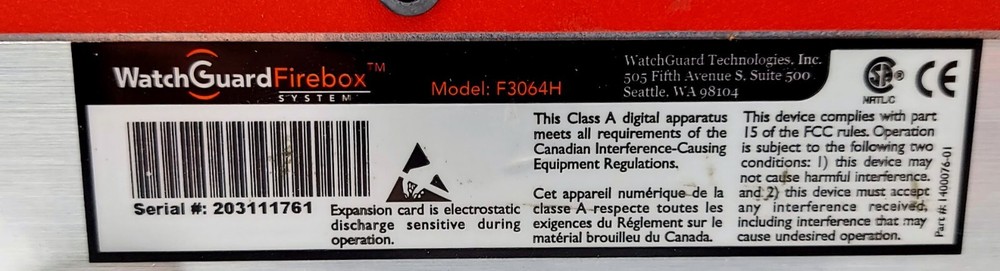 WatchGuard Firebox™
SYSTEM
Model: F3064H
WatchGuard Technologies, Inc.
505 Fifth Avenue S. Suite 500
Seattle, WA 98104
SA ®
NRTL/C
CE
Serial #: 203111761
Expansion card is electrostatic
discharge sensitive during
operation.
This Class A digital apparatus
meets all requirements of the
Canadian Interference-Causing
Equipment Regulations.
Cet appareil numérique de la
classe A respecte toutes les
exigences du Réglement sur le
matérial brouilleu du Canada.
This device complies with part
15 of the FCC rules. Operation
is subject to the following two
conditions: 1) this device may
not cause harmful interference.
and 2) this device must accept
any interference received,
including interference that may
cause undesired operation.
Part #: 1400076-01